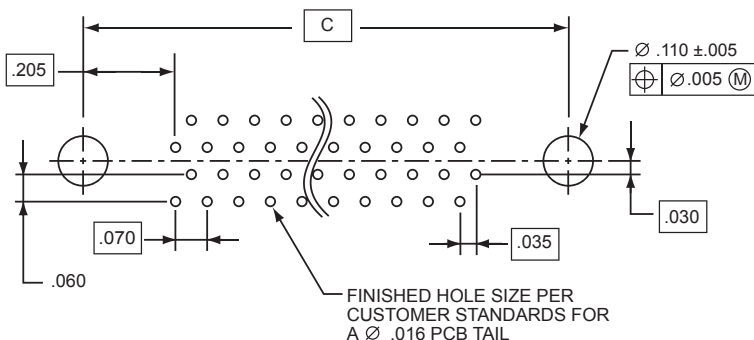 C
.205
Ø .110 ±.005
⌖ Ø.005 Ⓜ
.070
.060
.035
.030
FINISHED HOLE SIZE PER
CUSTOMER STANDARDS FOR
A Ø .016 PCB TAIL